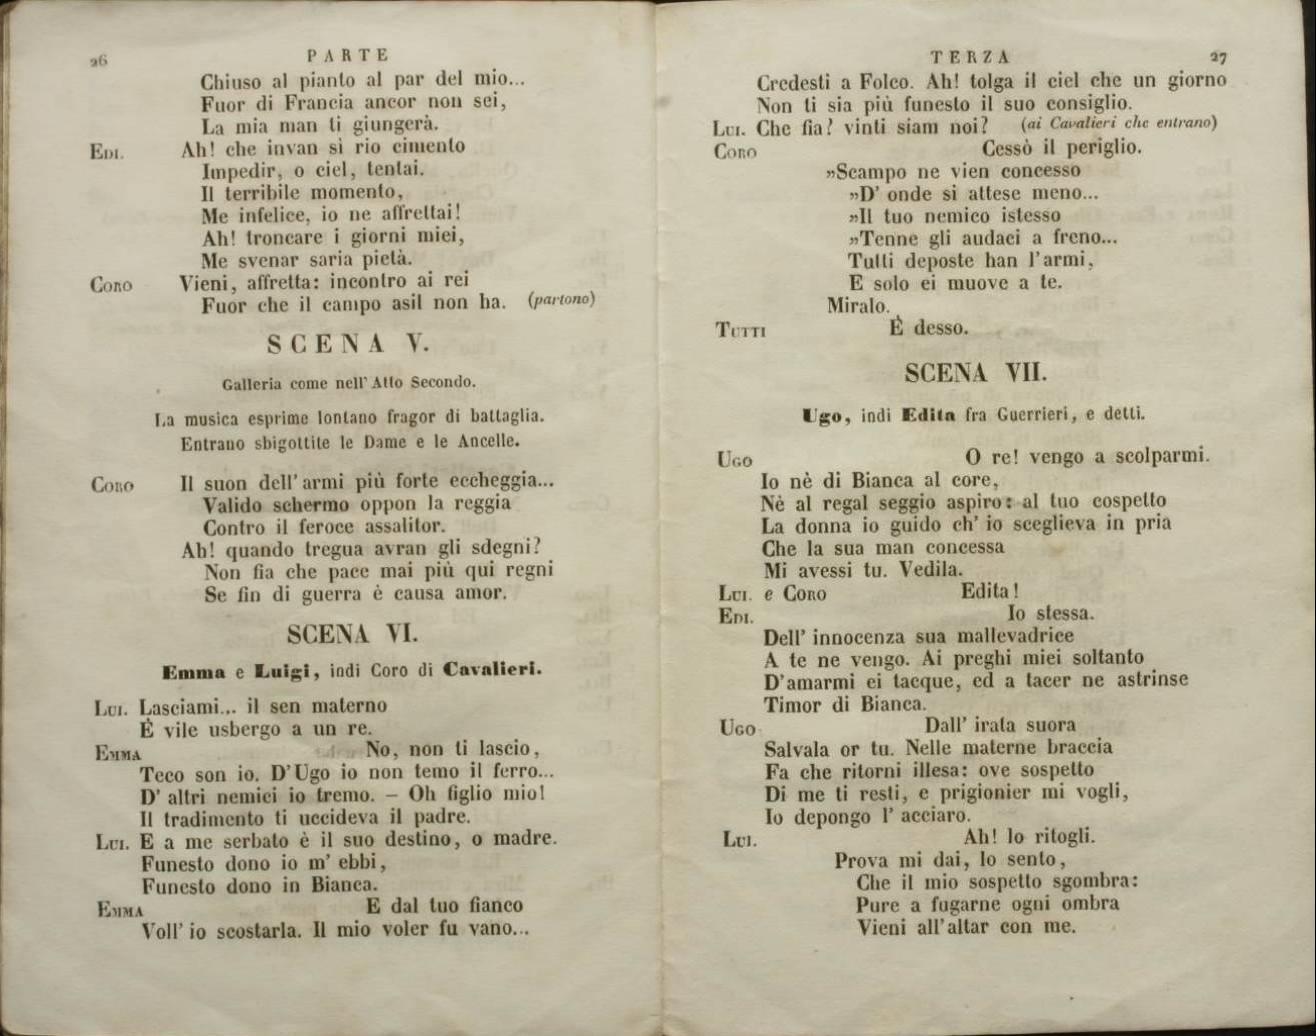 26 PARTE
Chiuso al pianto al par del mio...
Fuor di Francia ancor non sei,
La mia man ti giungerà.
EDI. Ah! che invan sì rio cimento
Impedir, o ciel, tentai.
Il terribile momento,
Me infelice, io ne affrettai!
Ah! troncare i giorni miei,
Me svenar saria pietà.
CORO Vieni, affretta: incontro ai rei
Fuor che il campo asil non ha. (partono)
SCENA V.
Galleria come nell' Atto Secondo.
La musica esprime lontano fragor di battaglia.
Entrano sbigottite le Dame e le Ancelle.
CORO Il suon dell' armi più forte eccheggia...
Valido schermo oppon la reggia
Contro il feroce assalitor.
Ah! quando tregua avran gli sdegni?
Non fia che pace mai più qui regni
Se fin di guerra è causa amor.
SCENA VI.
Emma e Luigi, indi Coro di Cavalieri.
LUI. Lasciami... il sen materno
È vile usbergo a un re.
EMMA No, non ti lascio,
Teco son io. D'Ugo io non temo il ferro...
D' altri nemici io tremo. – Oh figlio mio!
Il tradimento ti uccideva il padre.
LUI. E a me serbato è il suo destino, o madre.
Funesto dono io m' ebbi,
Funesto dono in Bianca.
EMMA E dal tuo fianco
Voll' io scostarla. Il mio voler fu vano...
TERZA 27
Credesti a Folco. Ah! tolga il ciel che un giorno
Non ti sia più funesto il suo consiglio.
LUI. Che fia? vinti siam noi? (ai Cavalieri che entrano)
CORO Cessò il periglio.
»Scampo ne vien concesso
»D' onde si attese meno...
»Il tuo nemico istesso
»Tenne gli audaci a freno...
Tutti deposte han l'armi,
E solo ei muove a te.
Miralo.
TUTTI È desso.
SCENA VII.
Ugo, indi Edita fra Guerrieri, e detti.
UGO O re! vengo a scolparmi.
Io nè di Bianca al core,
Nè al regal seggio aspiro: al tuo cospetto
La donna io guido ch' io sceglieva in pria
Che la sua man concessa
Mi avessi tu. Vedila.
LUI. e CORO Edita!
EDI. Io stessa.
Dell' innocenza sua mallevadrice
A te ne vengo. Ai preghi miei soltanto
D'amarmi ei tacque, ed a tacer ne astrinse
Timor di Bianca.
UGO Dall' irata suora
Salvala or tu. Nelle materne braccia
Fa che ritorni illesa: ove sospetto
Di me ti resti, e prigionier mi vogli,
Io depongo l' acciaro.
LUI. Ah! lo ritogli.
Prova mi dai, lo sento,
Che il mio sospetto sgombra:
Pure a fugarne ogni ombra
Vieni all'altar con me.